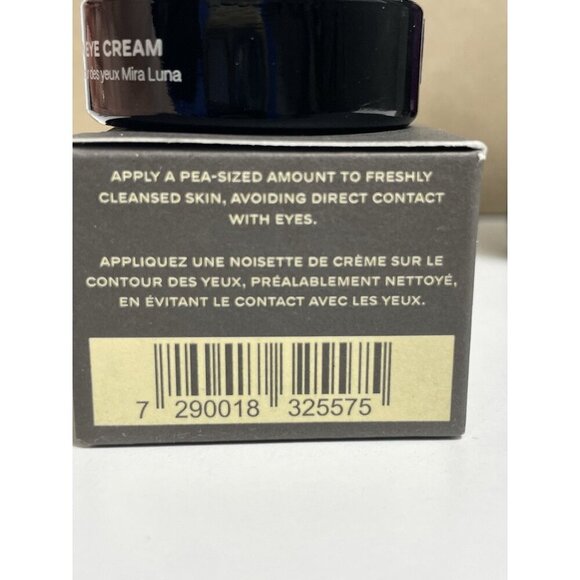 EYE CREAM
des yeux Mira Luna
APPLY A PEA-SIZED AMOUNT TO FRESHLY
CLEANSED SKIN, AVOIDING DIRECT CONTACT
WITH EYES.
APPLIQUEZ UNE NOISETTE DE CRÈME SUR LE
CONTOUR DES YEUX, PRÉALABLEMENT NETTOYÉ,
EN ÉVITANT LE CONTACT AVEC LES YEUX.
7 290018 325575